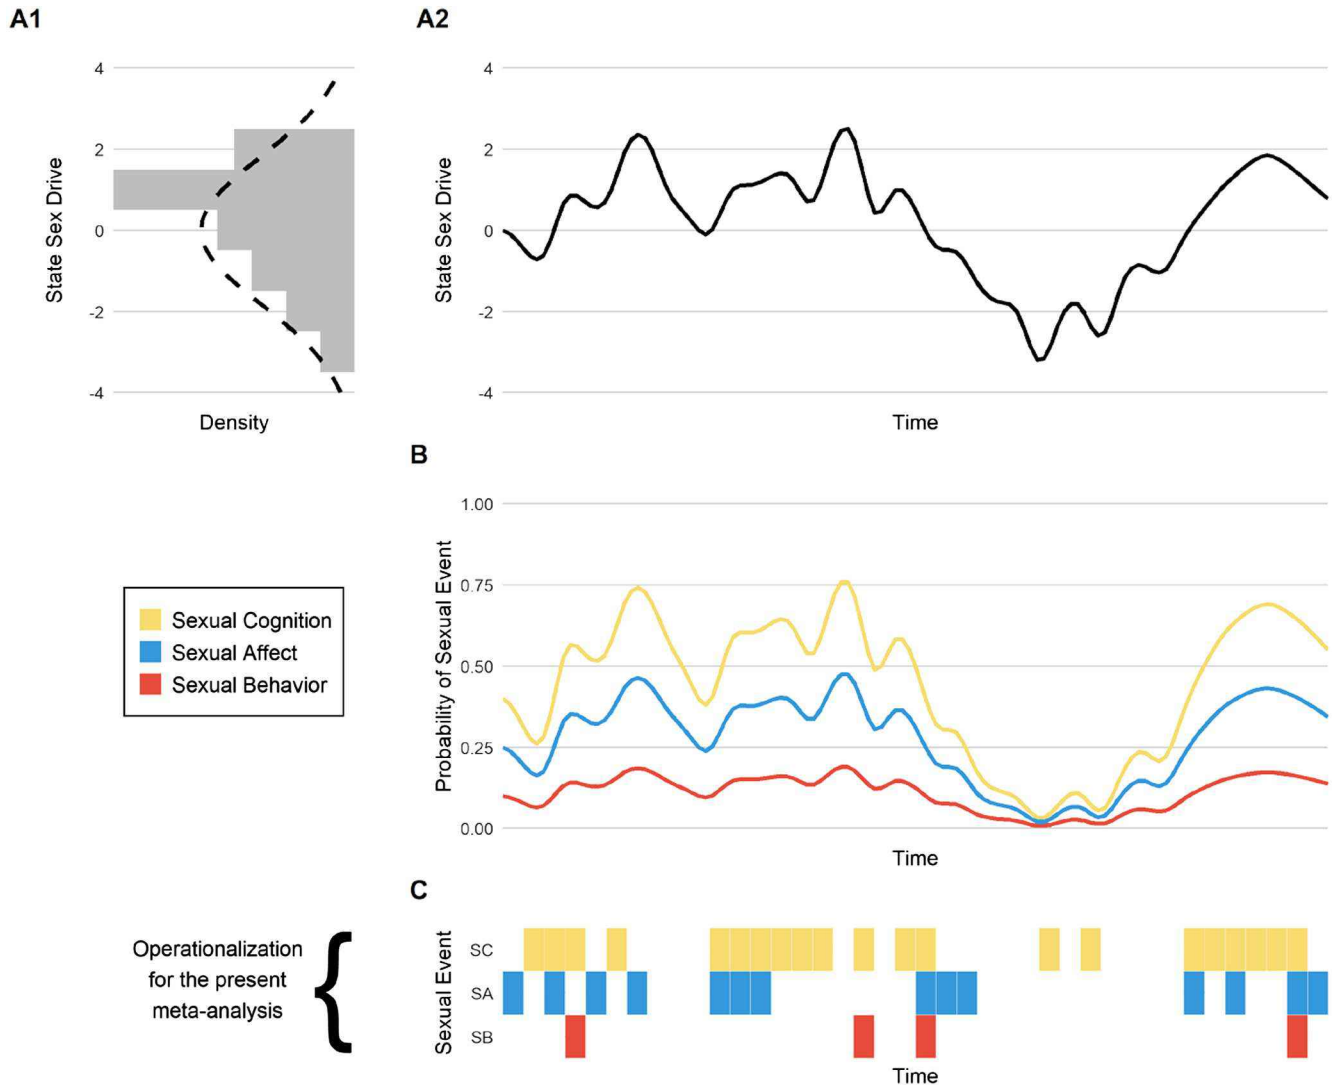 A1
A2
4
2
0
-2
-4
State Sex Drive
Density
4
2
0
-2
-4
State Sex Drive
Time
B
1.00
0.75
0.50
0.25
0.00
Probability of Sexual Event
Time
Sexual Cognition
Sexual Affect
Sexual Behavior
C
Operationalization
for the present
meta-analysis
{
Sexual Event
SC
SA
SB
Time